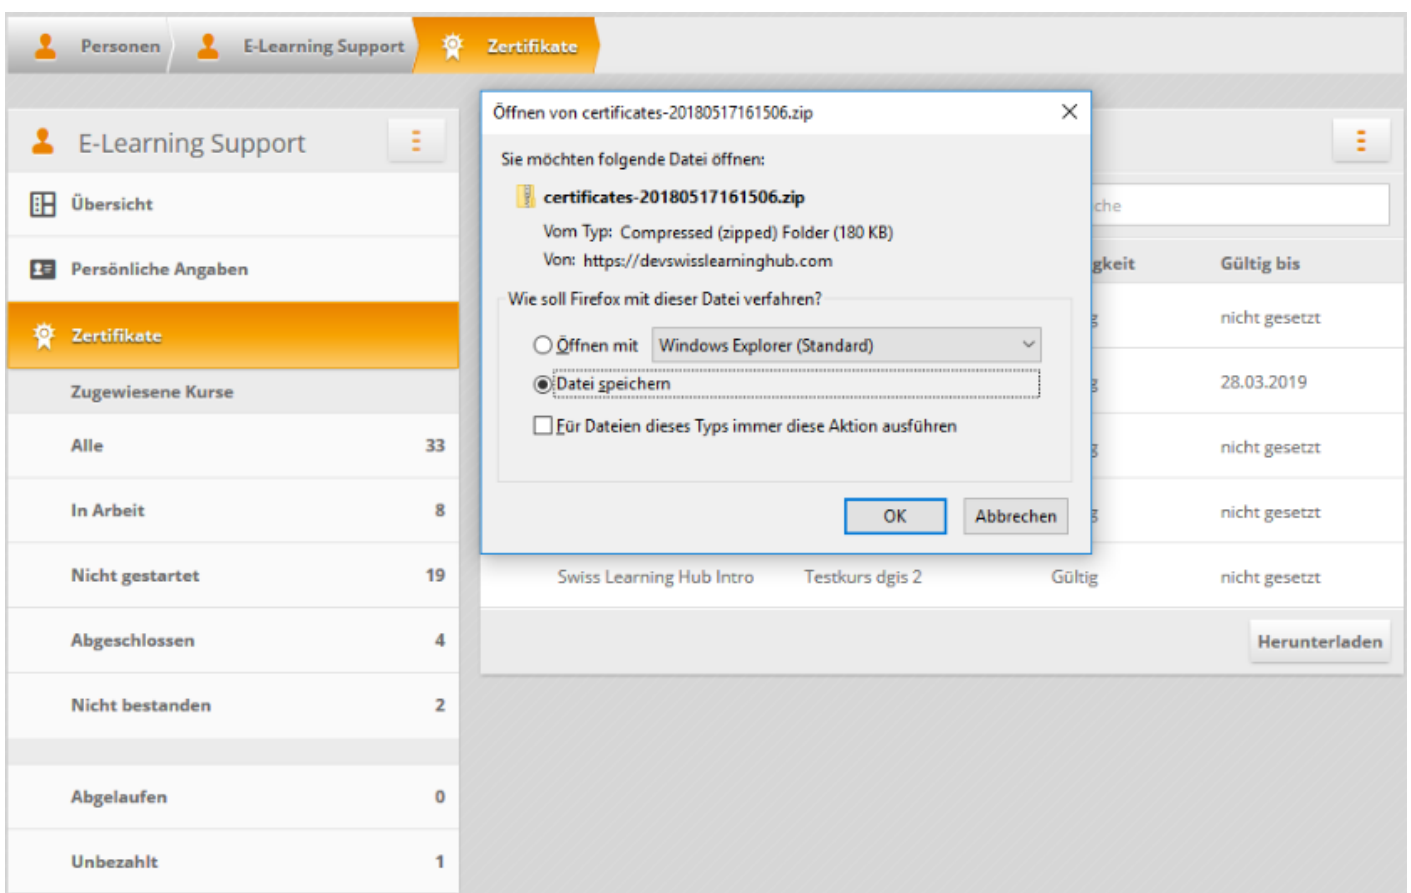 Personen
E-Learning Support
Zertifikate
E-Learning Support
Übersicht
Persönliche Angaben
Zertifikate
Zugewiesene Kurse
Alle 33
In Arbeit 8
Nicht gestartet 19
Abgeschlossen 4
Nicht bestanden 2
Abgelaufen 0
Unbezahlt 1
Öffnen von certificates-20180517161506.zip
Sie möchten folgende Datei öffnen:
certificates-20180517161506.zip
Vom Typ: Compressed (zipped) Folder (180 KB)
Von: https://devswisslearninghub.com
Wie soll Firefox mit dieser Datei verfahren?
Öffnen mit Windows Explorer (Standard)
Datei speichern
Für Dateien dieses Typs immer diese Aktion ausführen
OK Abbrechen
che
gkeit Gültig bis
g nicht gesetzt
g 28.03.2019
g nicht gesetzt
g nicht gesetzt
Swiss Learning Hub Intro Testkurs dgis 2 Gültig nicht gesetzt
Herunterladen